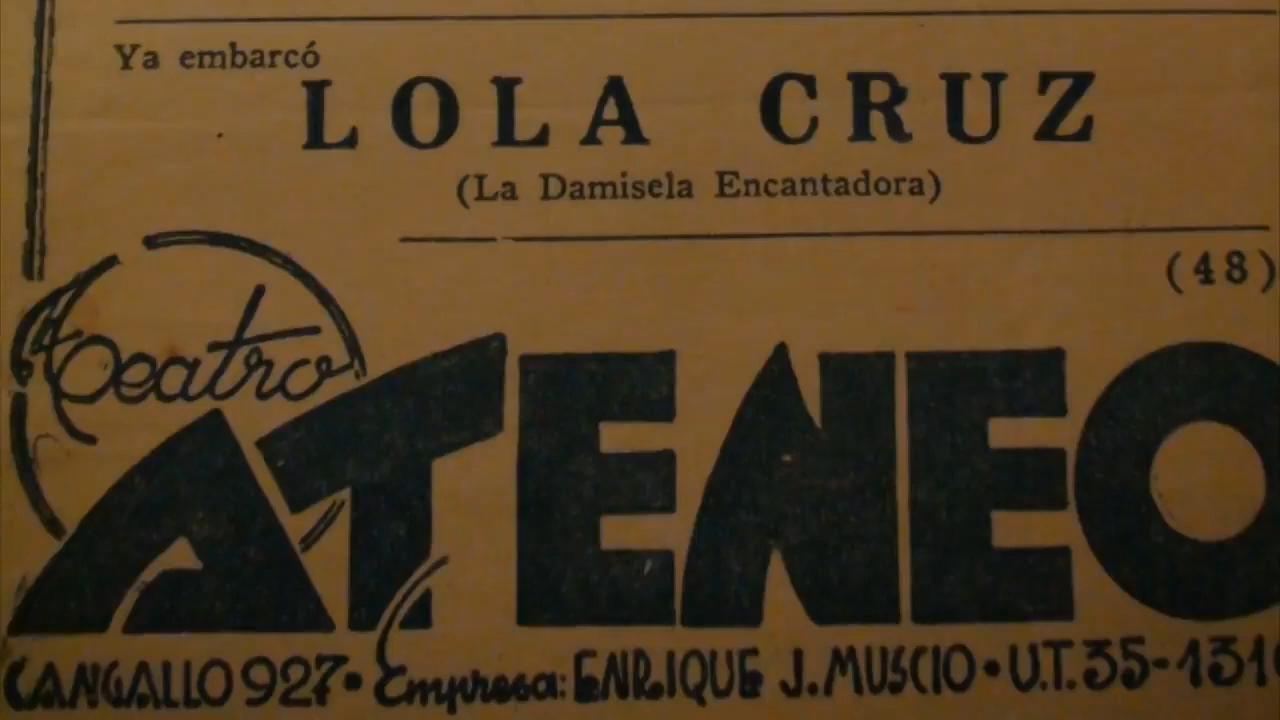 Ya embarcó
LOLA CRUZ
(La Damisela Encantadora)
(48)
Teatro
ATENEO
CANGALLO 927 • Empresa: ENRIQUE J. MUSCIO • U.T. 35-131